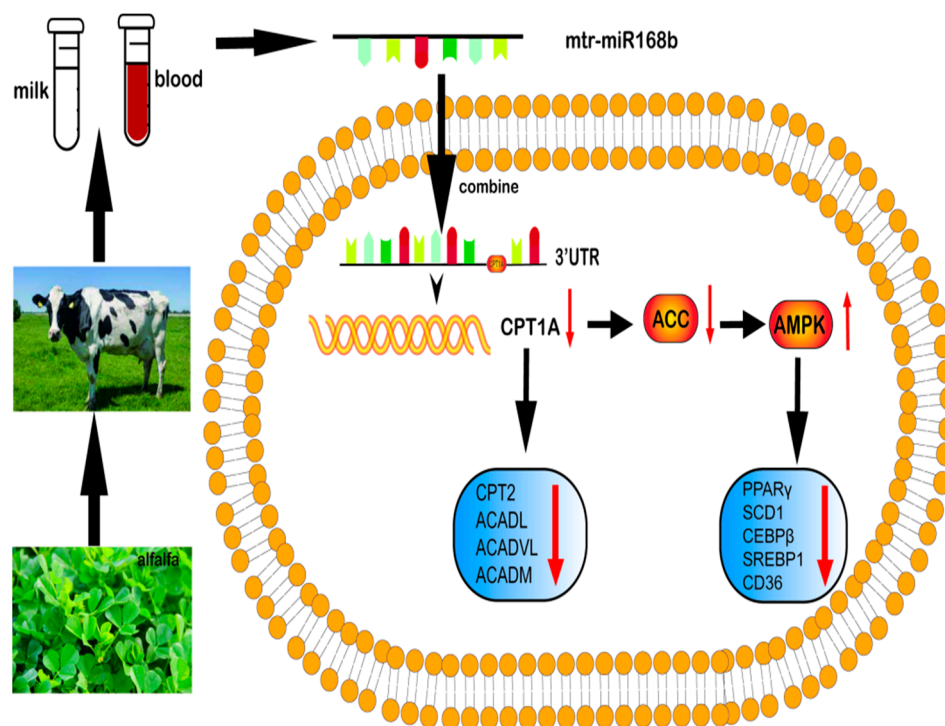 milk
blood
mtr-miR168b
combine
3'UTR
CPT1A
ACC
AMPK
CPT2
ACADL
ACADVL
ACADM
PPARγ
SCD1
CEBPβ
SREBP1
CD36
alfalfa